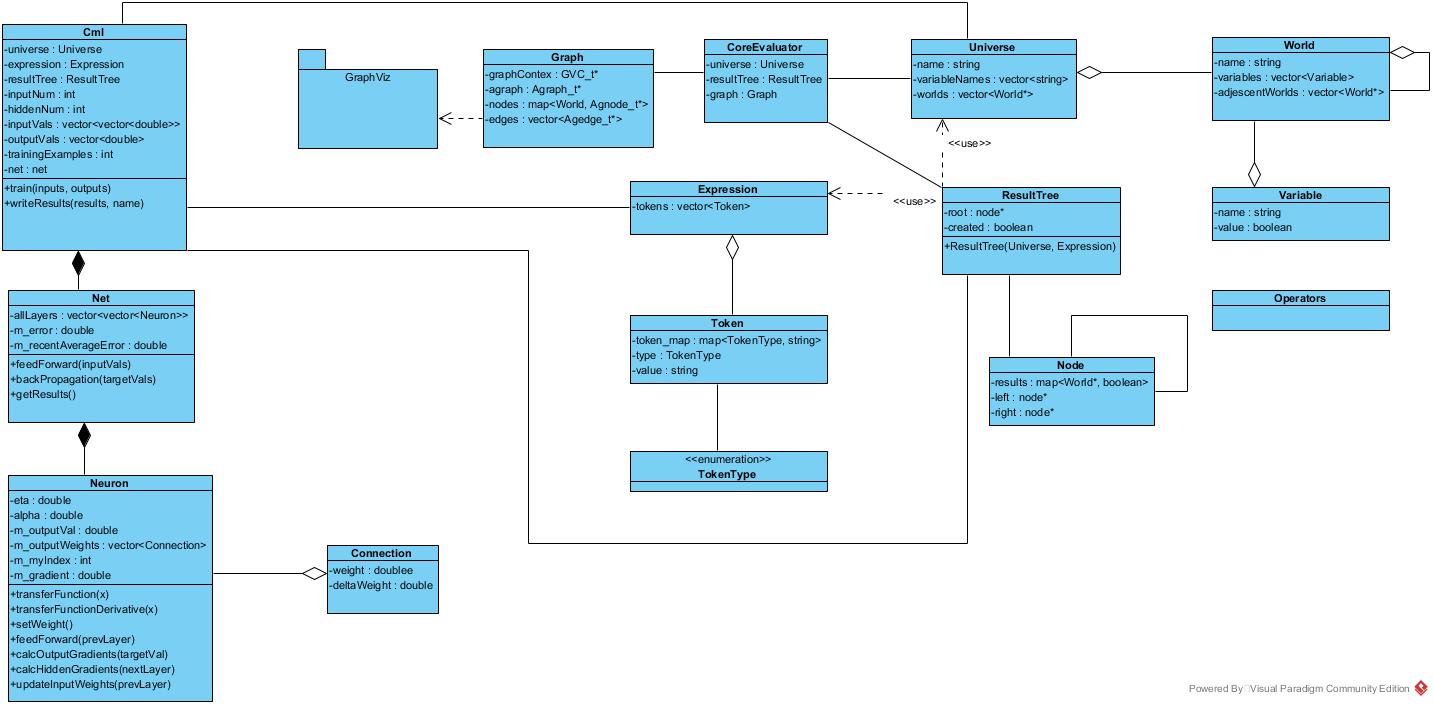 Cml
-universe : Universe
-expression : Expression
-resultTree : ResultTree
-inputNum : int
-hiddenNum : int
-inputVals : vector<vector<double>>
-outputVals : vector<double>
-trainingExamples : int
-net : net
+train(inputs, outputs)
+writeResults(results, name)
GraphViz
Graph
-graphContex : GVC_t*
-agraph : Agraph_t*
-nodes : map<World, Agnode_t*>
-edges : vector<Agedge_t*>
CoreEvaluator
-universe : Universe
-resultTree : ResultTree
-graph : Graph
Universe
-name : string
-variableNames : vector<string>
-worlds : vector<World*>
World
-name : string
-variables : vector<Variable>
-adjescentWorlds : vector<World*>
<<use>>
Expression
-tokens : vector<Token>
<<use>>
ResultTree
-root : node*
-created : boolean
+ResultTree(Universe, Expression)
Variable
-name : string
-value : boolean
Net
-allLayers : vector<vector<Neuron>>
-m_error : double
-m_recentAverageError : double
+feedForward(inputVals)
+backPropagation(targetVals)
+getResults()
Operators
Token
-token_map : map<TokenType, string>
-type : TokenType
-value : string
Node
-results : map<World*, boolean>
-left : node*
-right : node*
<<enumeration>>
TokenType
Neuron
-eta : double
-alpha : double
-m_outputVal : double
-m_outputWeights : vector<Connection>
-m_myIndex : int
-m_gradient : double
+transferFunction(x)
+transferFunctionDerivative(x)
+setWeight()
+feedForward(prevLayer)
+calcOutputGradients(targetVal)
+calcHiddenGradients(nextLayer)
+updateInputWeights(prevLayer)
Connection
-weight : doublee
-deltaWeight : double
Powered By Visual Paradigm Community Edition